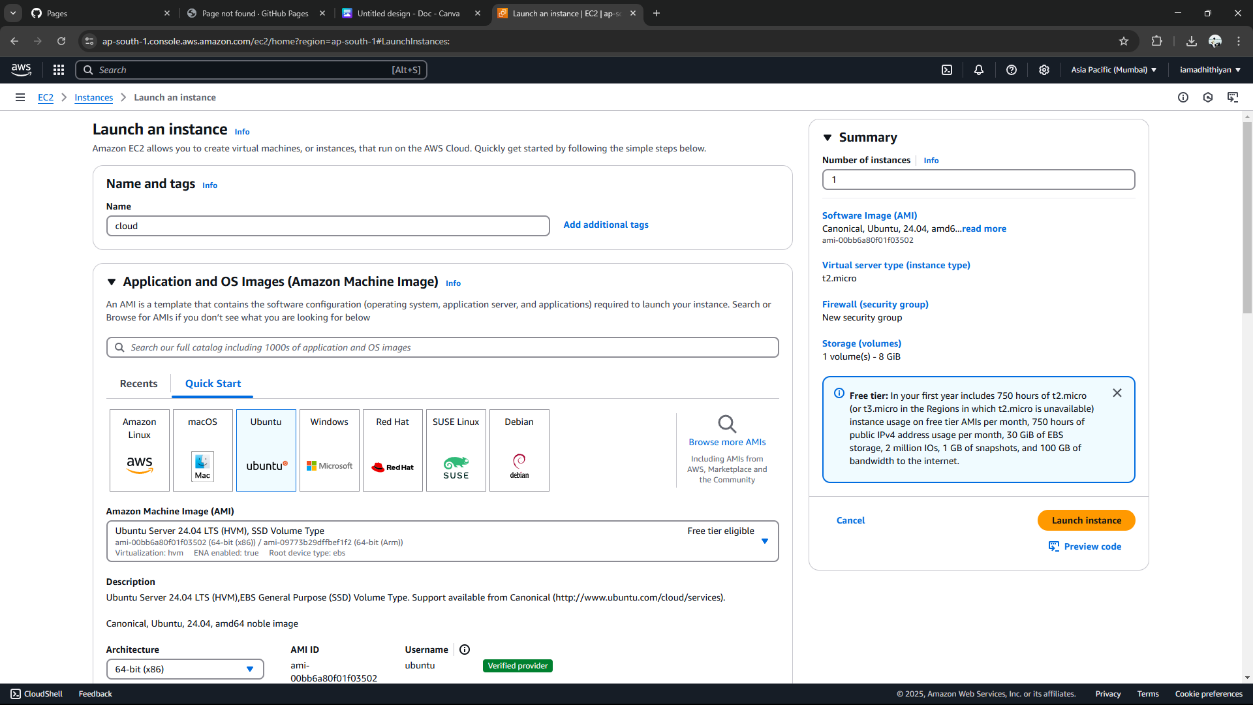 Pages
Page not found · GitHub Pages
Untitled design - Doc - Canva
Launch an instance | EC2 | ap-so
ap-south-1.console.aws.amazon.com/ec2/home?region=ap-south-1#LaunchInstances:
aws
Search
[Alt+S]
Asia Pacific (Mumbai)
iamadhithiyan
EC2
Instances
Launch an instance
Launch an instance Info
Amazon EC2 allows you to create virtual machines, or instances, that run on the AWS Cloud. Quickly get started by following the simple steps below.
Name and tags Info
Name
cloud
Add additional tags
Application and OS Images (Amazon Machine Image) Info
An AMI is a template that contains the software configuration (operating system, application server, and applications) required to launch your instance. Search or
Browse for AMIs if you don't see what you are looking for below
Search our full catalog including 1000s of application and OS images
Recents
Quick Start
Amazon
Linux
aws
macOS
Mac
Ubuntu
ubuntu
Windows
Microsoft
Red Hat
Red Hat
SUSE Linux
SUSE
Debian
debian
Browse more AMIs
Including AMIs from
AWS, Marketplace and
the Community
Amazon Machine Image (AMI)
Ubuntu Server 24.04 LTS (HVM), SSD Volume Type
Free tier eligible
ami-00bb6a80f01f03502 (64-bit (x86)) / ami-09773b29dffbef1f2 (64-bit (Arm))
Virtualization: hvm ENA enabled: true Root device type: ebs
Description
Ubuntu Server 24.04 LTS (HVM),EBS General Purpose (SSD) Volume Type. Support available from Canonical (http://www.ubuntu.com/cloud/services).
Canonical, Ubuntu, 24.04, amd64 noble image
Architecture
64-bit (x86)
AMI ID
ami-
00bb6a80f01f03502
Username
ubuntu
Verified provider
Summary
Number of instances Info
1
Software Image (AMI)
Canonical, Ubuntu, 24.04, amd6...read more
ami-00bb6a80f01f03502
Virtual server type (instance type)
t2.micro
Firewall (security group)
New security group
Storage (volumes)
1 volume(s) - 8 GiB
Free tier: In your first year includes 750 hours of t2.micro
(or t3.micro in the Regions in which t2.micro is unavailable)
instance usage on free tier AMIs per month, 750 hours of
public IPv4 address usage per month, 30 GiB of EBS
storage, 2 million IOs, 1 GB of snapshots, and 100 GB of
bandwidth to the internet.
Cancel
Launch instance
Preview code
CloudShell
Feedback
© 2025, Amazon Web Services, Inc. or its affiliates.
Privacy
Terms
Cookie preferences